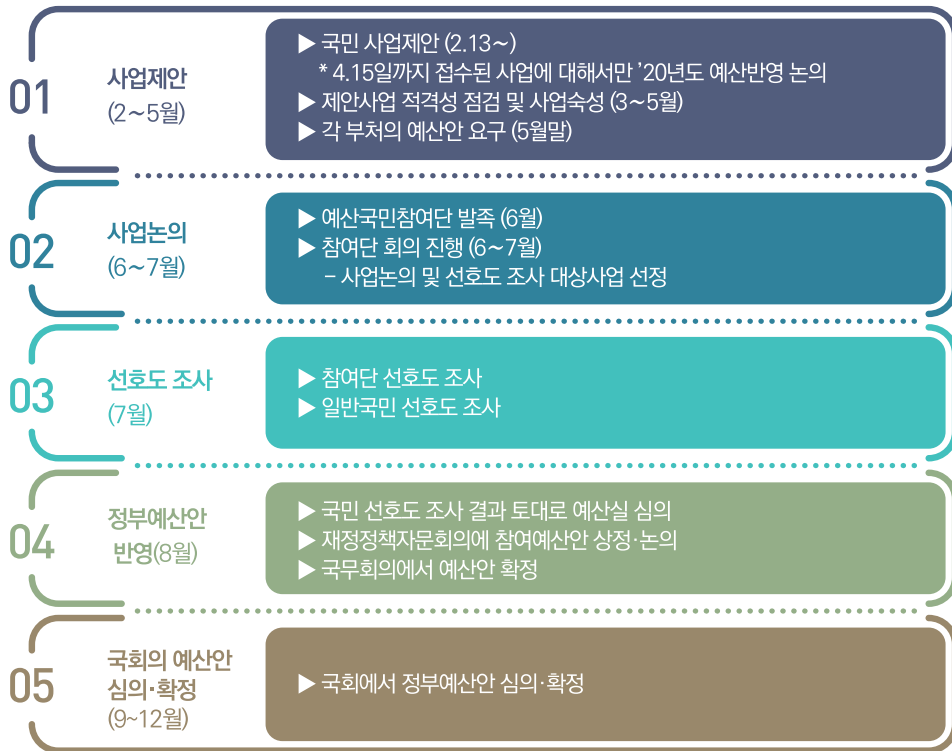 01
사업제안
(2~5월)
▶ 국민 사업제안 (2.13~)
* 4.15일까지 접수된 사업에 대해서만 ’20년도 예산반영 논의
▶ 제안사업 적격성 점검 및 사업숙성 (3~5월)
▶ 각 부처의 예산안 요구 (5월말)
02
사업논의
(6~7월)
▶ 예산국민참여단 발족 (6월)
▶ 참여단 회의 진행 (6~7월)
– 사업논의 및 선호도 조사 대상사업 선정
03
선호도 조사
(7월)
▶ 참여단 선호도 조사
▶ 일반국민 선호도 조사
04
정부예산안
반영(8월)
▶ 국민 선호도 조사 결과 토대로 예산실 심의
▶ 재정정책자문회의에 참여예산안 상정·논의
▶ 국무회의에서 예산안 확정
05
국회의 예산안
심의·확정
(9~12월)
▶ 국회에서 정부예산안 심의·확정